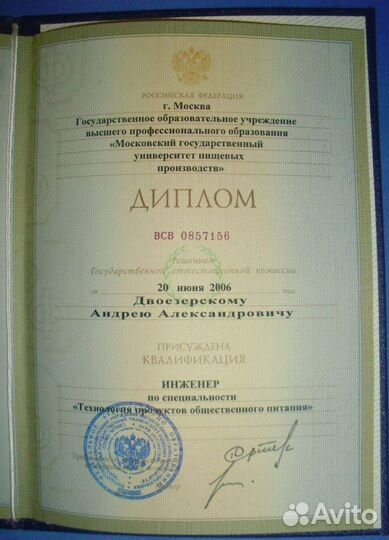 РОССИЙСКАЯ ФЕДЕРАЦИЯ
г. Москва
Государственное образовательное учреждение
высшего профессионального образования
«Московский государственный
университет пищевых
производств»
ДИПЛОМ
ВСВ 0857156
Решением
Государственной аттестационной комиссии
от 20 июня 2006 года
Двоезерскому
Андрею Александровичу
ПРИСУЖДЕНА
КВАЛИФИКАЦИЯ
ИНЖЕНЕР
по специальности
«Технология продуктов общественного питания»
Avito